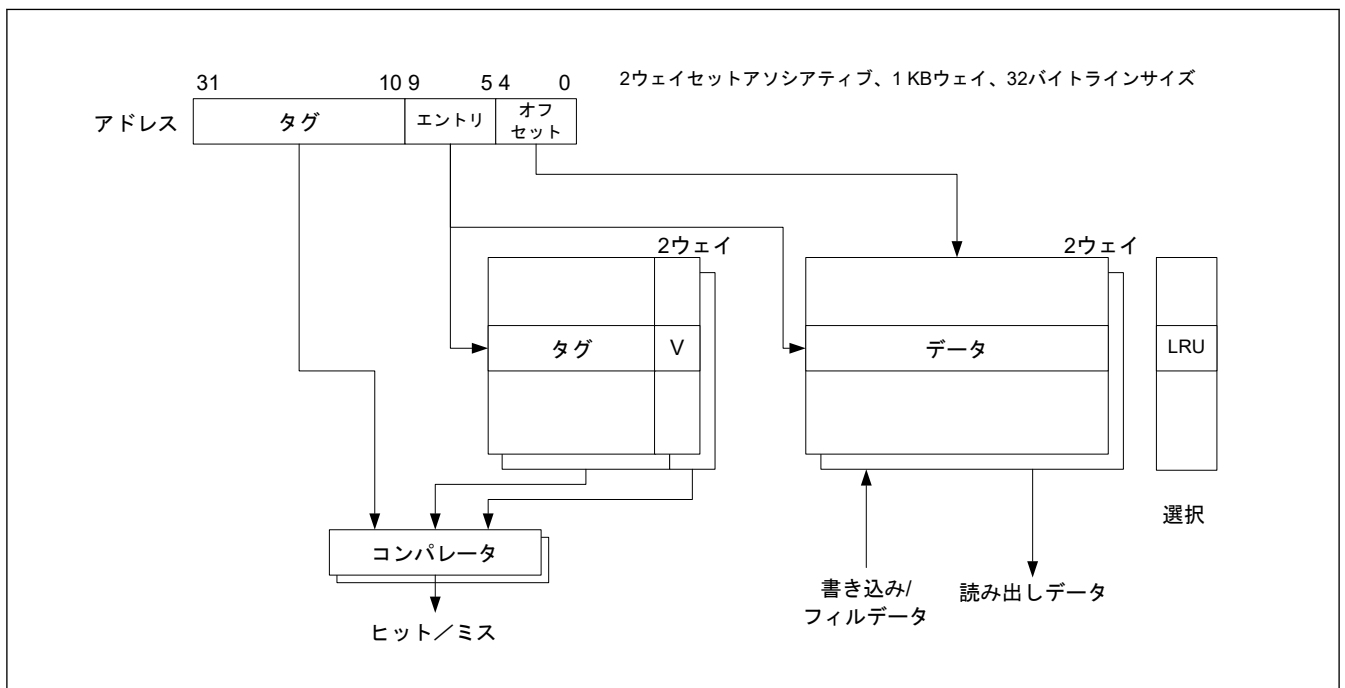 31 10 9 5 4 0
2ウェイセットアソシアティブ、1 KBウェイ、32バイトラインサイズ
アドレス
タグ
エントリ
オフ
セット
2ウェイ
2ウェイ
タグ
V
データ
LRU
選択
コンパレータ
ヒット／ミス
書き込み/
フィルデータ
読み出しデータ